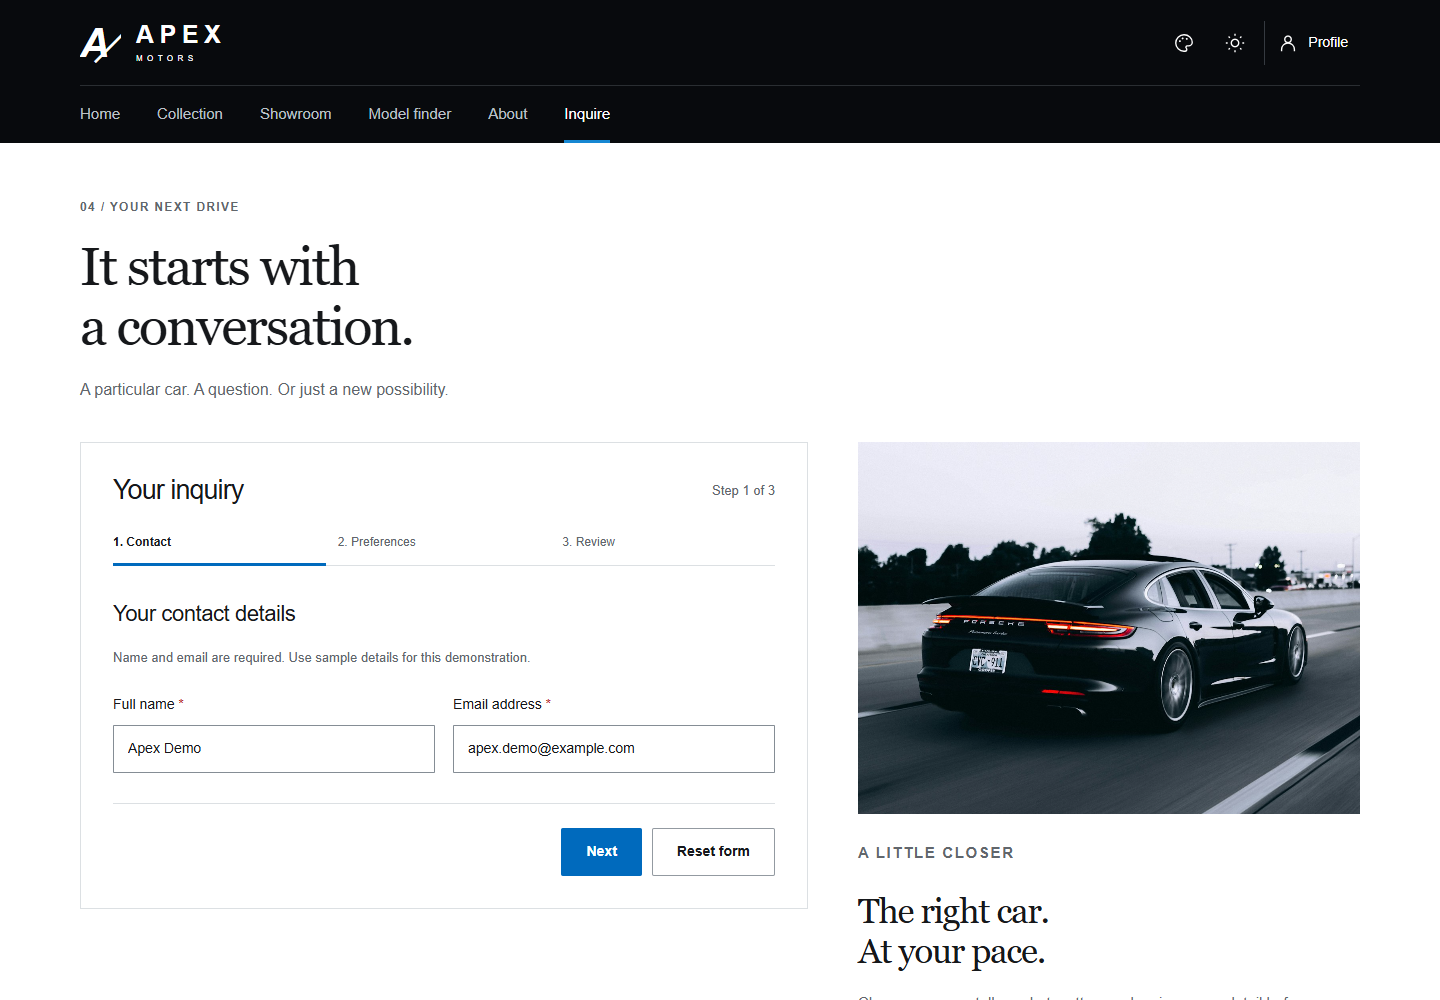 APEX
MOTORS
Profile
Home
Collection
Showroom
Model finder
About
Inquire
04 / YOUR NEXT DRIVE
It starts with
a conversation.
A particular car. A question. Or just a new possibility.
Your inquiry
Step 1 of 3
1. Contact
2. Preferences
3. Review
Your contact details
Name and email are required. Use sample details for this demonstration.
Full name *
Email address *
Apex Demo
apex.demo@example.com
Next
Reset form
PORSCHE
Panamera Turbo
A LITTLE CLOSER
The right car.
At your pace.